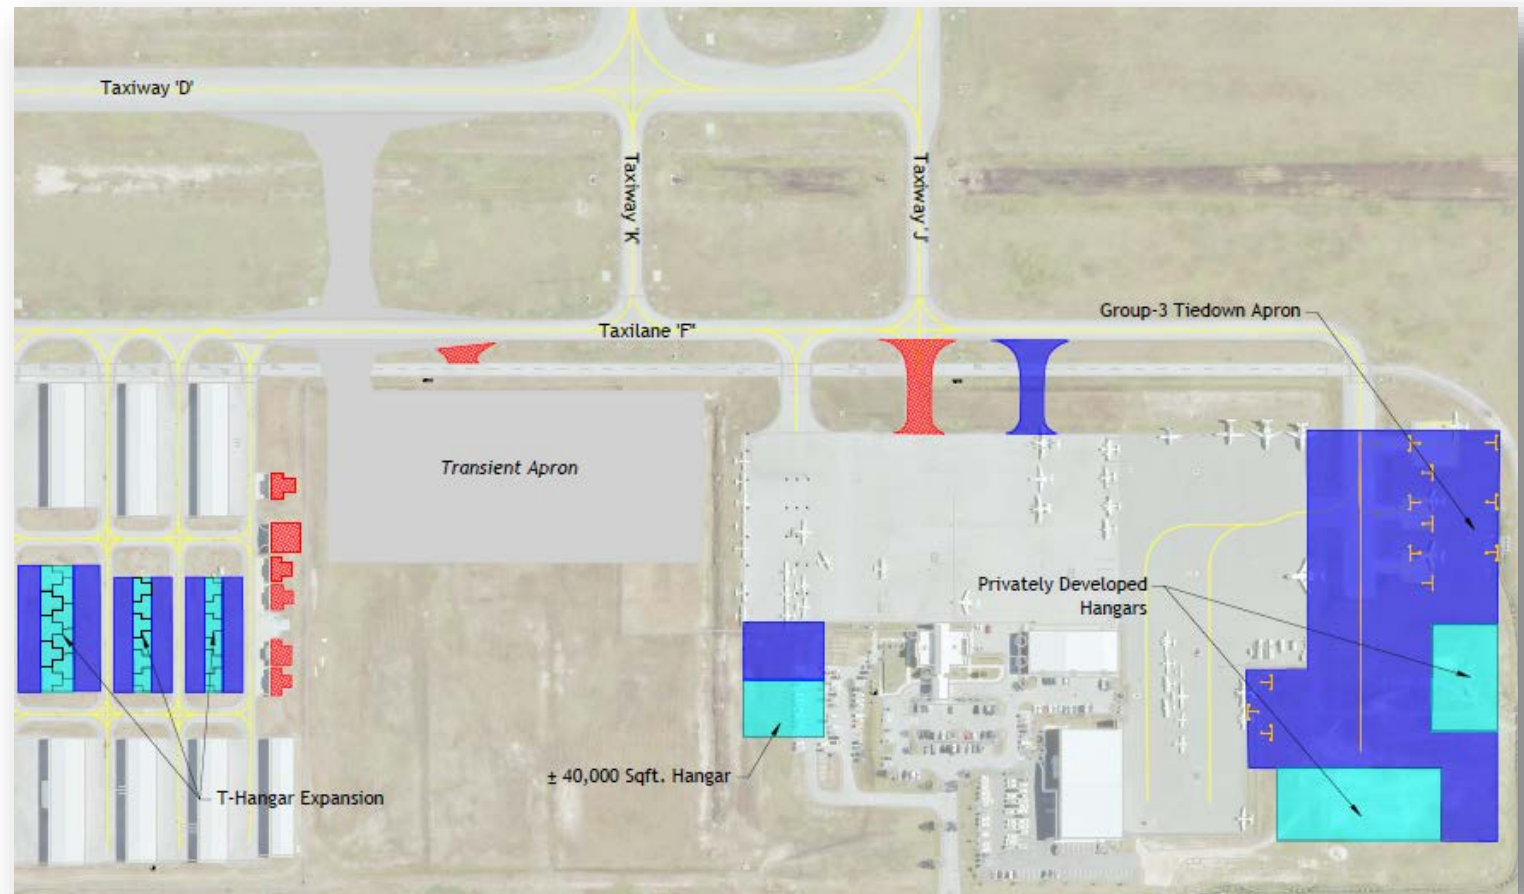 Taxiway 'D'
Taxiway 'K'
Taxiway 'J'
Group-3 Tiedown Apron
Taxilane 'F"
Transient Apron
Privately Developed
Hangars
± 40,000 Sqft. Hangar
T-Hangar Expansion